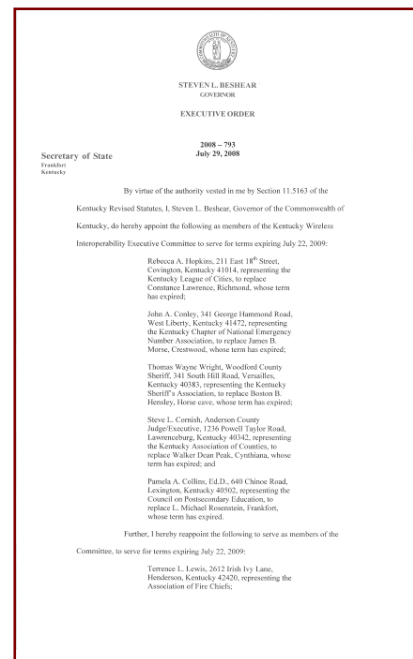 STEVEN L. BESHEAR
GOVERNOR
EXECUTIVE ORDER
2008 – 793
July 29, 2008
Secretary of State
Frankfort
Kentucky
By virtue of the authority vested in me by Section 11.5163 of the
Kentucky Revised Statutes, I, Steven L. Beshear, Governor of the Commonwealth of
Kentucky, do hereby appoint the following as members of the Kentucky Wireless
Interoperability Executive Committee to serve for terms expiring July 22, 2009:
Rebecca A. Hopkins, 211 East 18th Street,
Covington, Kentucky 41014, representing the
Kentucky League of Cities, to replace
Constance Lawrence, Richmond, whose term
has expired;
John A. Conley, 341 George Hammond Road,
West Liberty, Kentucky 41472, representing
the Kentucky Chapter of National Emergency
Number Association, to replace James B.
Morse, Crestwood, whose term has expired;
Thomas Wayne Wright, Woodford County
Sheriff, 341 South Hill Road, Versailles,
Kentucky 40383, representing the Kentucky
Sheriff's Association, to replace Boston B.
Hensley, Horse cave, whose term has expired;
Steve L. Cornish, Anderson County
Judge/Executive, 1236 Powell Taylor Road,
Lawrenceburg, Kentucky 40342, representing
the Kentucky Association of Counties, to
replace Walker Dean Peak, Cynthiana, whose
term has expired; and
Pamela A. Collins, Ed.D., 640 Chinoe Road,
Lexington, Kentucky 40502, representing the
Council on Postsecondary Education, to
replace L. Michael Rosenstein, Frankfort,
whose term has expired.
Further, I hereby reappoint the following to serve as members of the
Committee, to serve for terms expiring July 22, 2009:
Terrence L. Lewis, 2612 Irish Ivy Lane,
Henderson, Kentucky 42420, representing the
Association of Fire Chiefs;